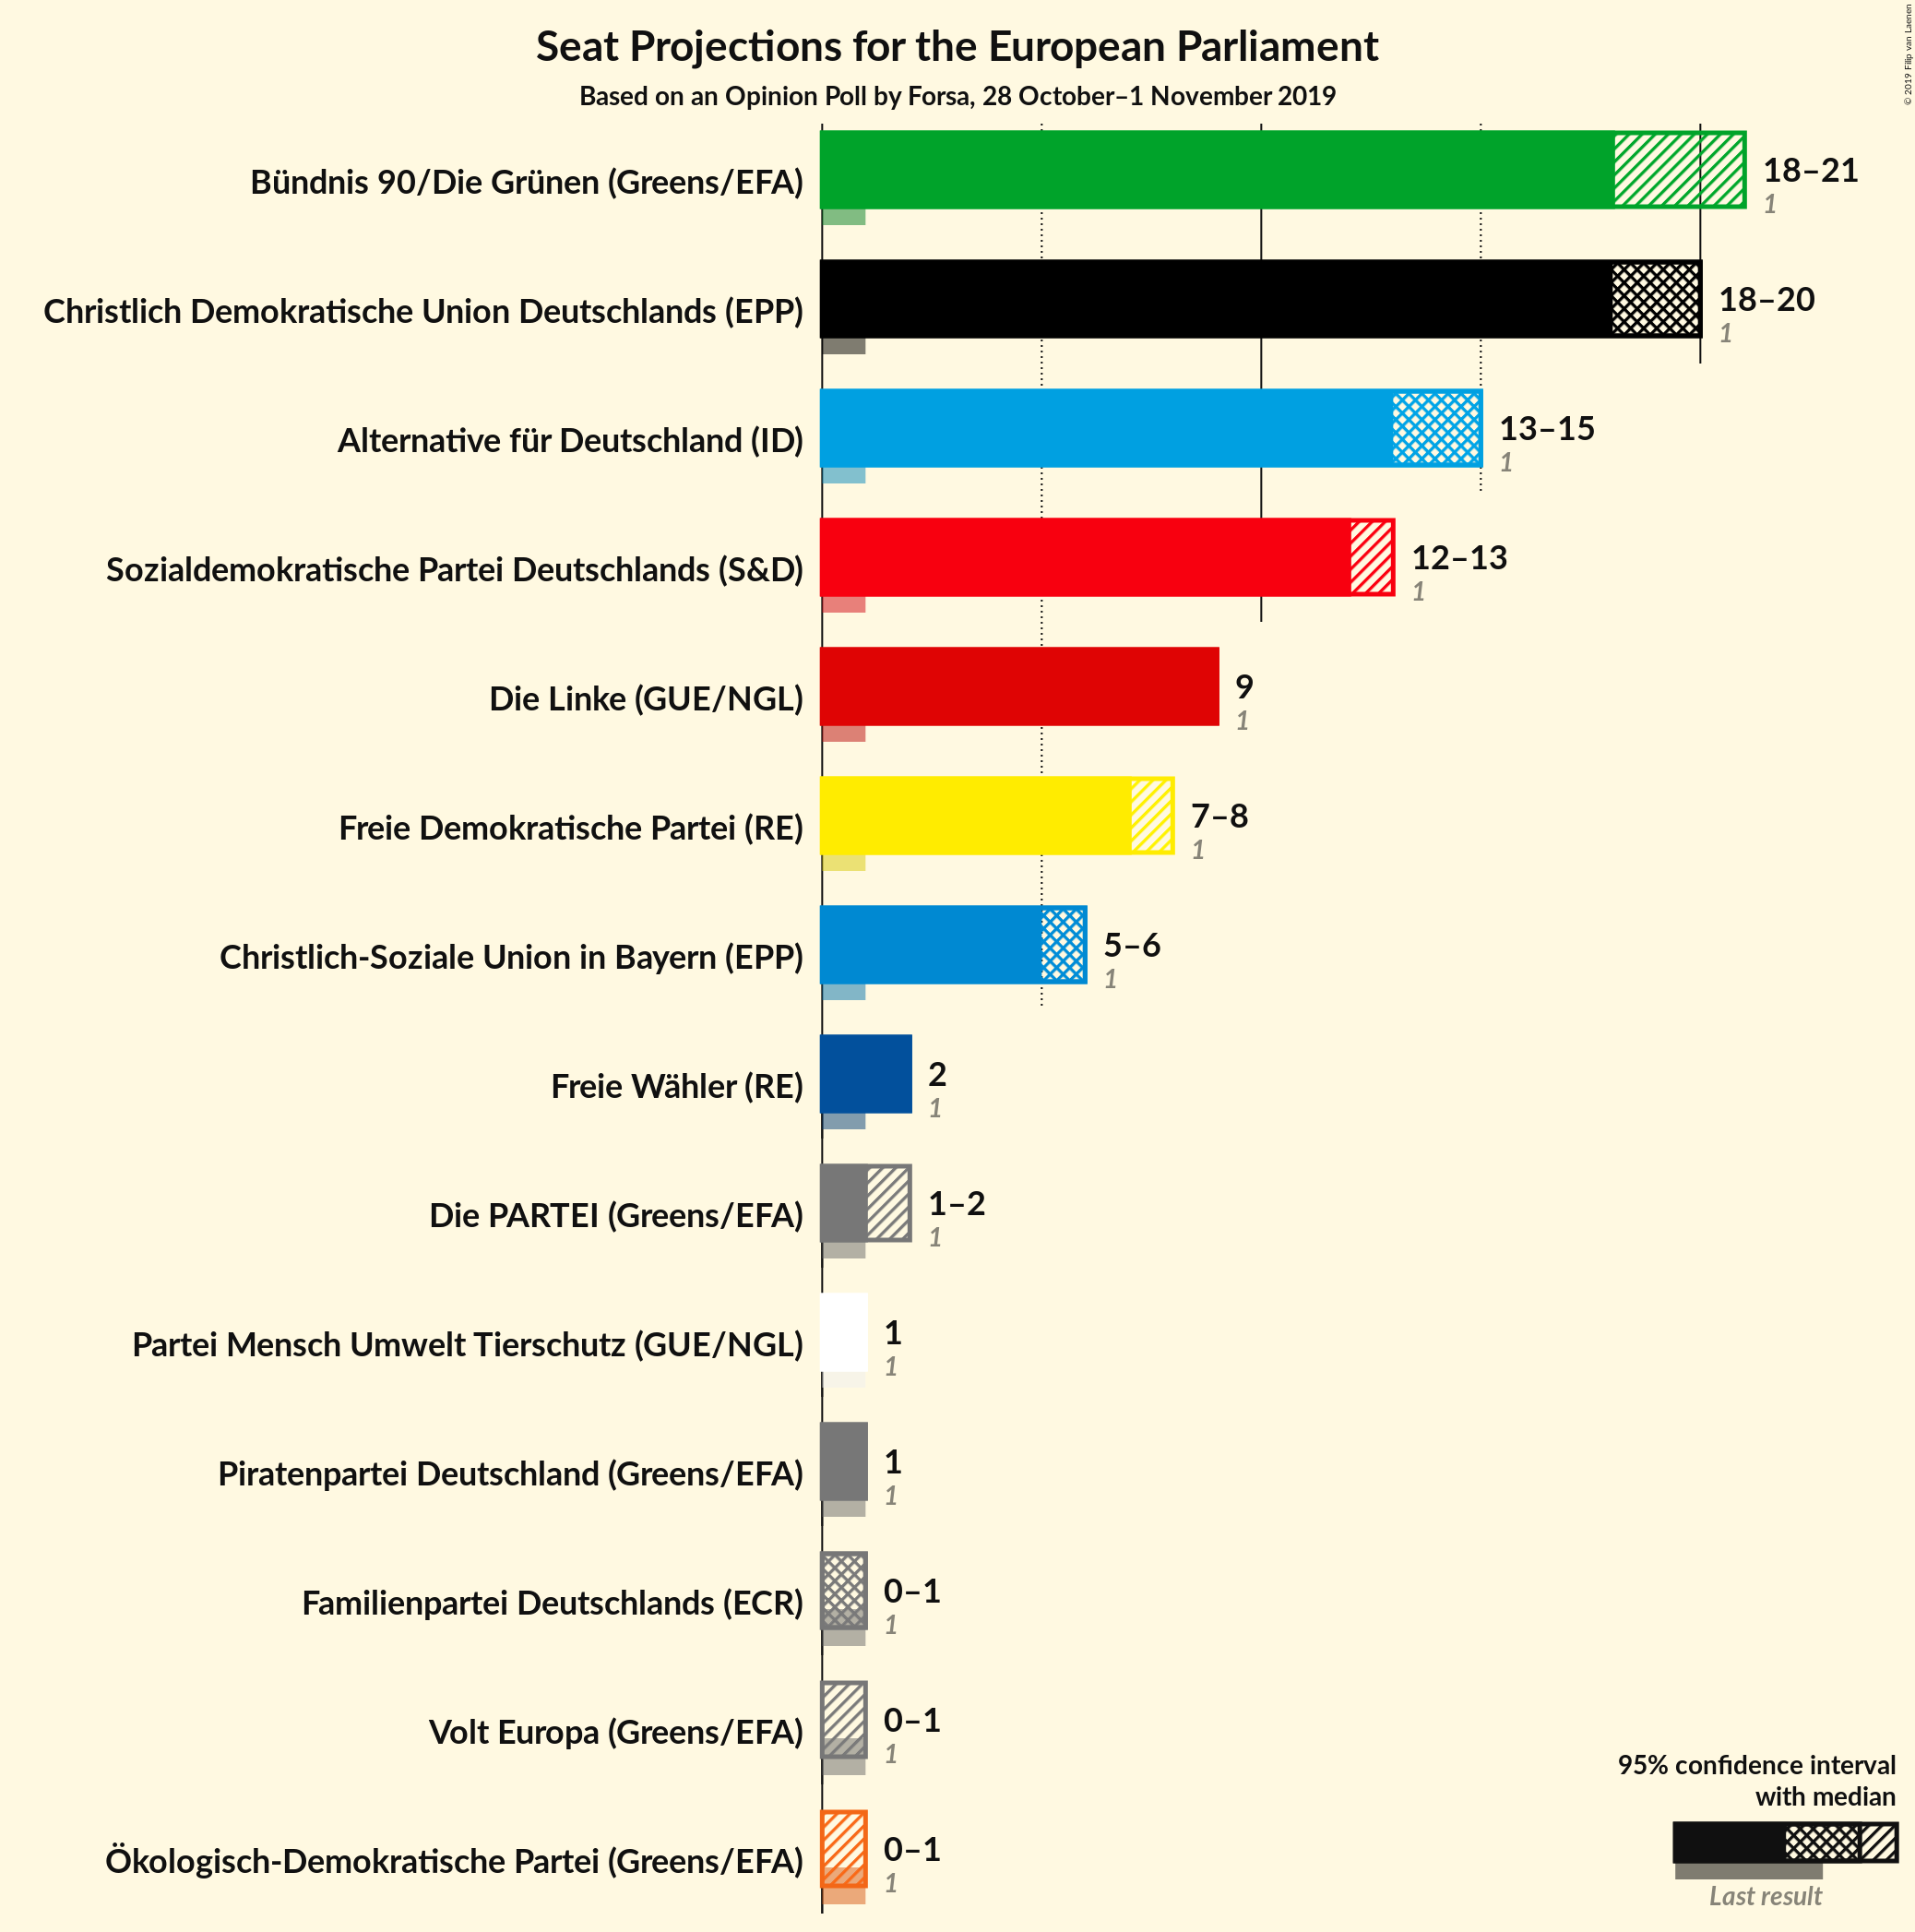 Seat Projections for the European Parliament
Based on an Opinion Poll by Forsa, 28 October–1 November 2019
© 2019 Filip van Laenen
Bündnis 90/Die Grünen (Greens/EFA)
18–21
1
Christlich Demokratische Union Deutschlands (EPP)
18–20
1
Alternative für Deutschland (ID)
13–15
1
Sozialdemokratische Partei Deutschlands (S&D)
12–13
1
Die Linke (GUE/NGL)
9
1
Freie Demokratische Partei (RE)
7–8
1
Christlich-Soziale Union in Bayern (EPP)
5–6
1
Freie Wähler (RE)
2
1
Die PARTEI (Greens/EFA)
1–2
1
Partei Mensch Umwelt Tierschutz (GUE/NGL)
1
1
Piratenpartei Deutschland (Greens/EFA)
1
1
Familienpartei Deutschlands (ECR)
0–1
1
Volt Europa (Greens/EFA)
0–1
1
Ökologisch-Demokratische Partei (Greens/EFA)
0–1
1
95% confidence interval
with median
Last result